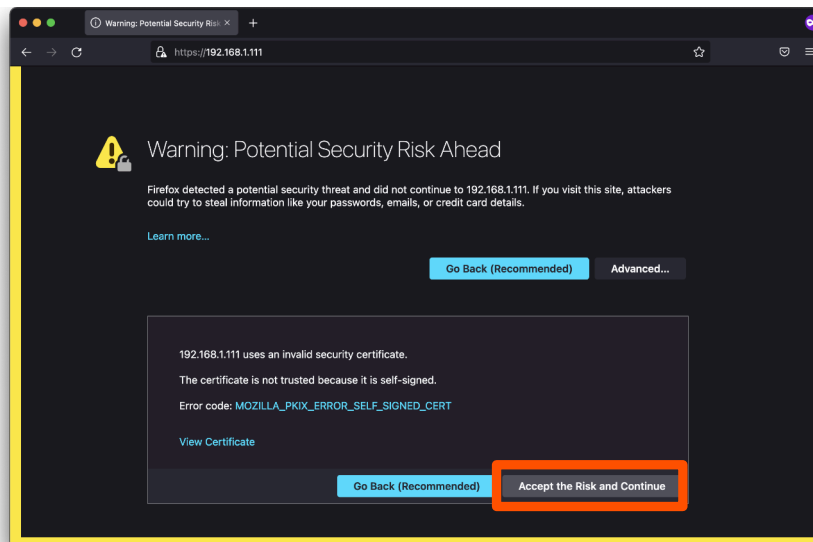 Warning: Potential Security Risk
https://192.168.1.111
Warning: Potential Security Risk Ahead
Firefox detected a potential security threat and did not continue to 192.168.1.111. If you visit this site, attackers
could try to steal information like your passwords, emails, or credit card details.
Learn more...
Go Back (Recommended) Advanced...
192.168.1.111 uses an invalid security certificate.
The certificate is not trusted because it is self-signed.
Error code: MOZILLA_PKIX_ERROR_SELF_SIGNED_CERT
View Certificate
Go Back (Recommended) Accept the Risk and Continue